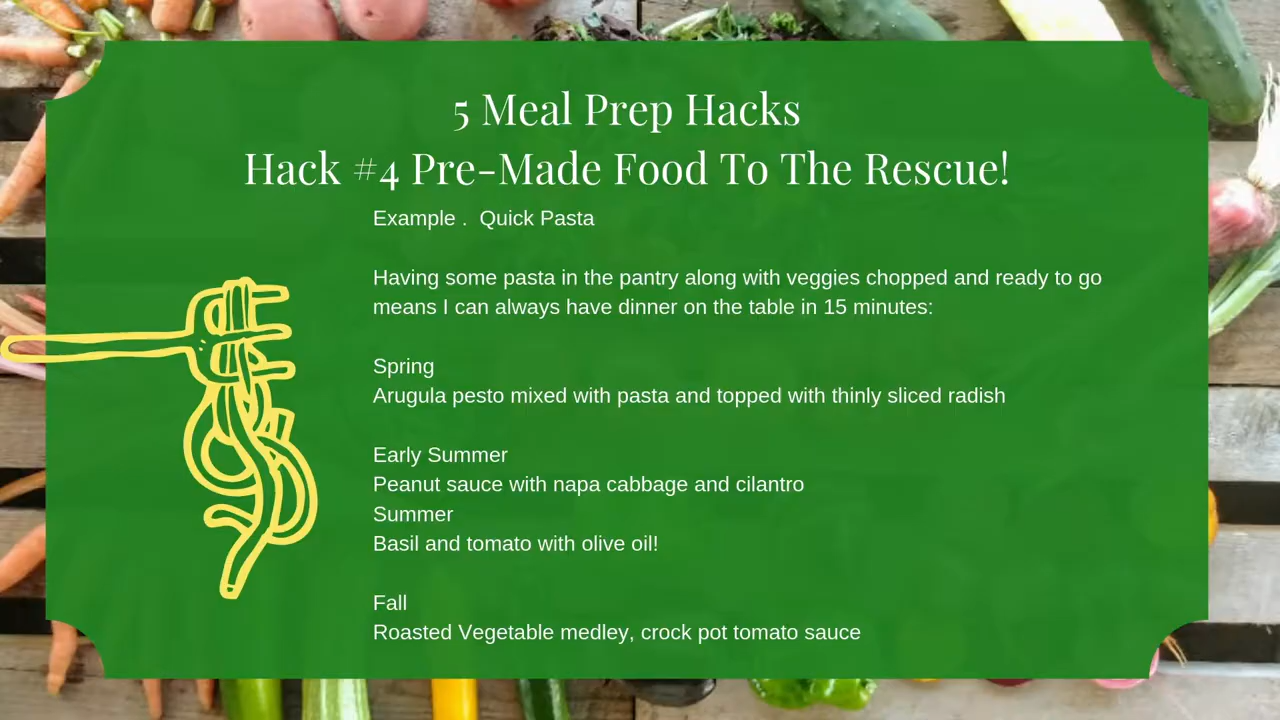 5 Meal Prep Hacks
Hack #4 Pre-Made Food To The Rescue!
Example .  Quick Pasta
Having some pasta in the pantry along with veggies chopped and ready to go
means I can always have dinner on the table in 15 minutes:
Spring
Arugula pesto mixed with pasta and topped with thinly sliced radish
Early Summer
Peanut sauce with napa cabbage and cilantro
Summer
Basil and tomato with olive oil!
Fall
Roasted Vegetable medley, crock pot tomato sauce